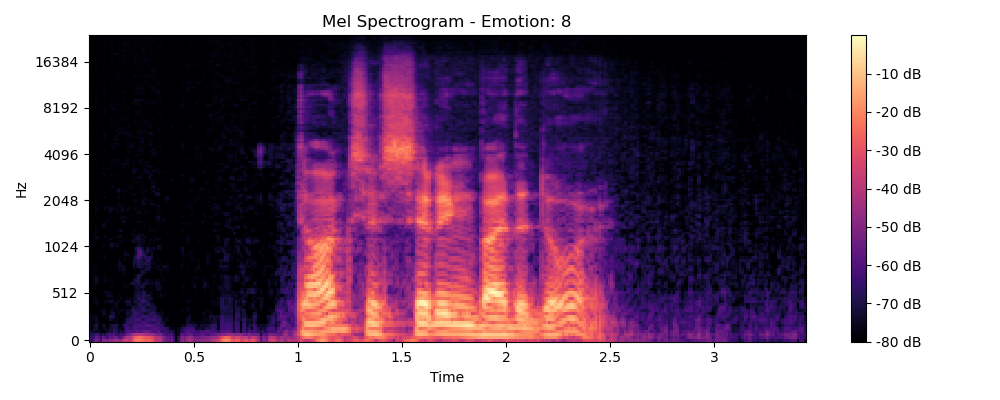 Mel Spectrogram - Emotion: 8
Hz
16384
8192
4096
2048
1024
512
0
0 0.5 1 1.5 2 2.5 3
Time
-10 dB
-20 dB
-30 dB
-40 dB
-50 dB
-60 dB
-70 dB
-80 dB